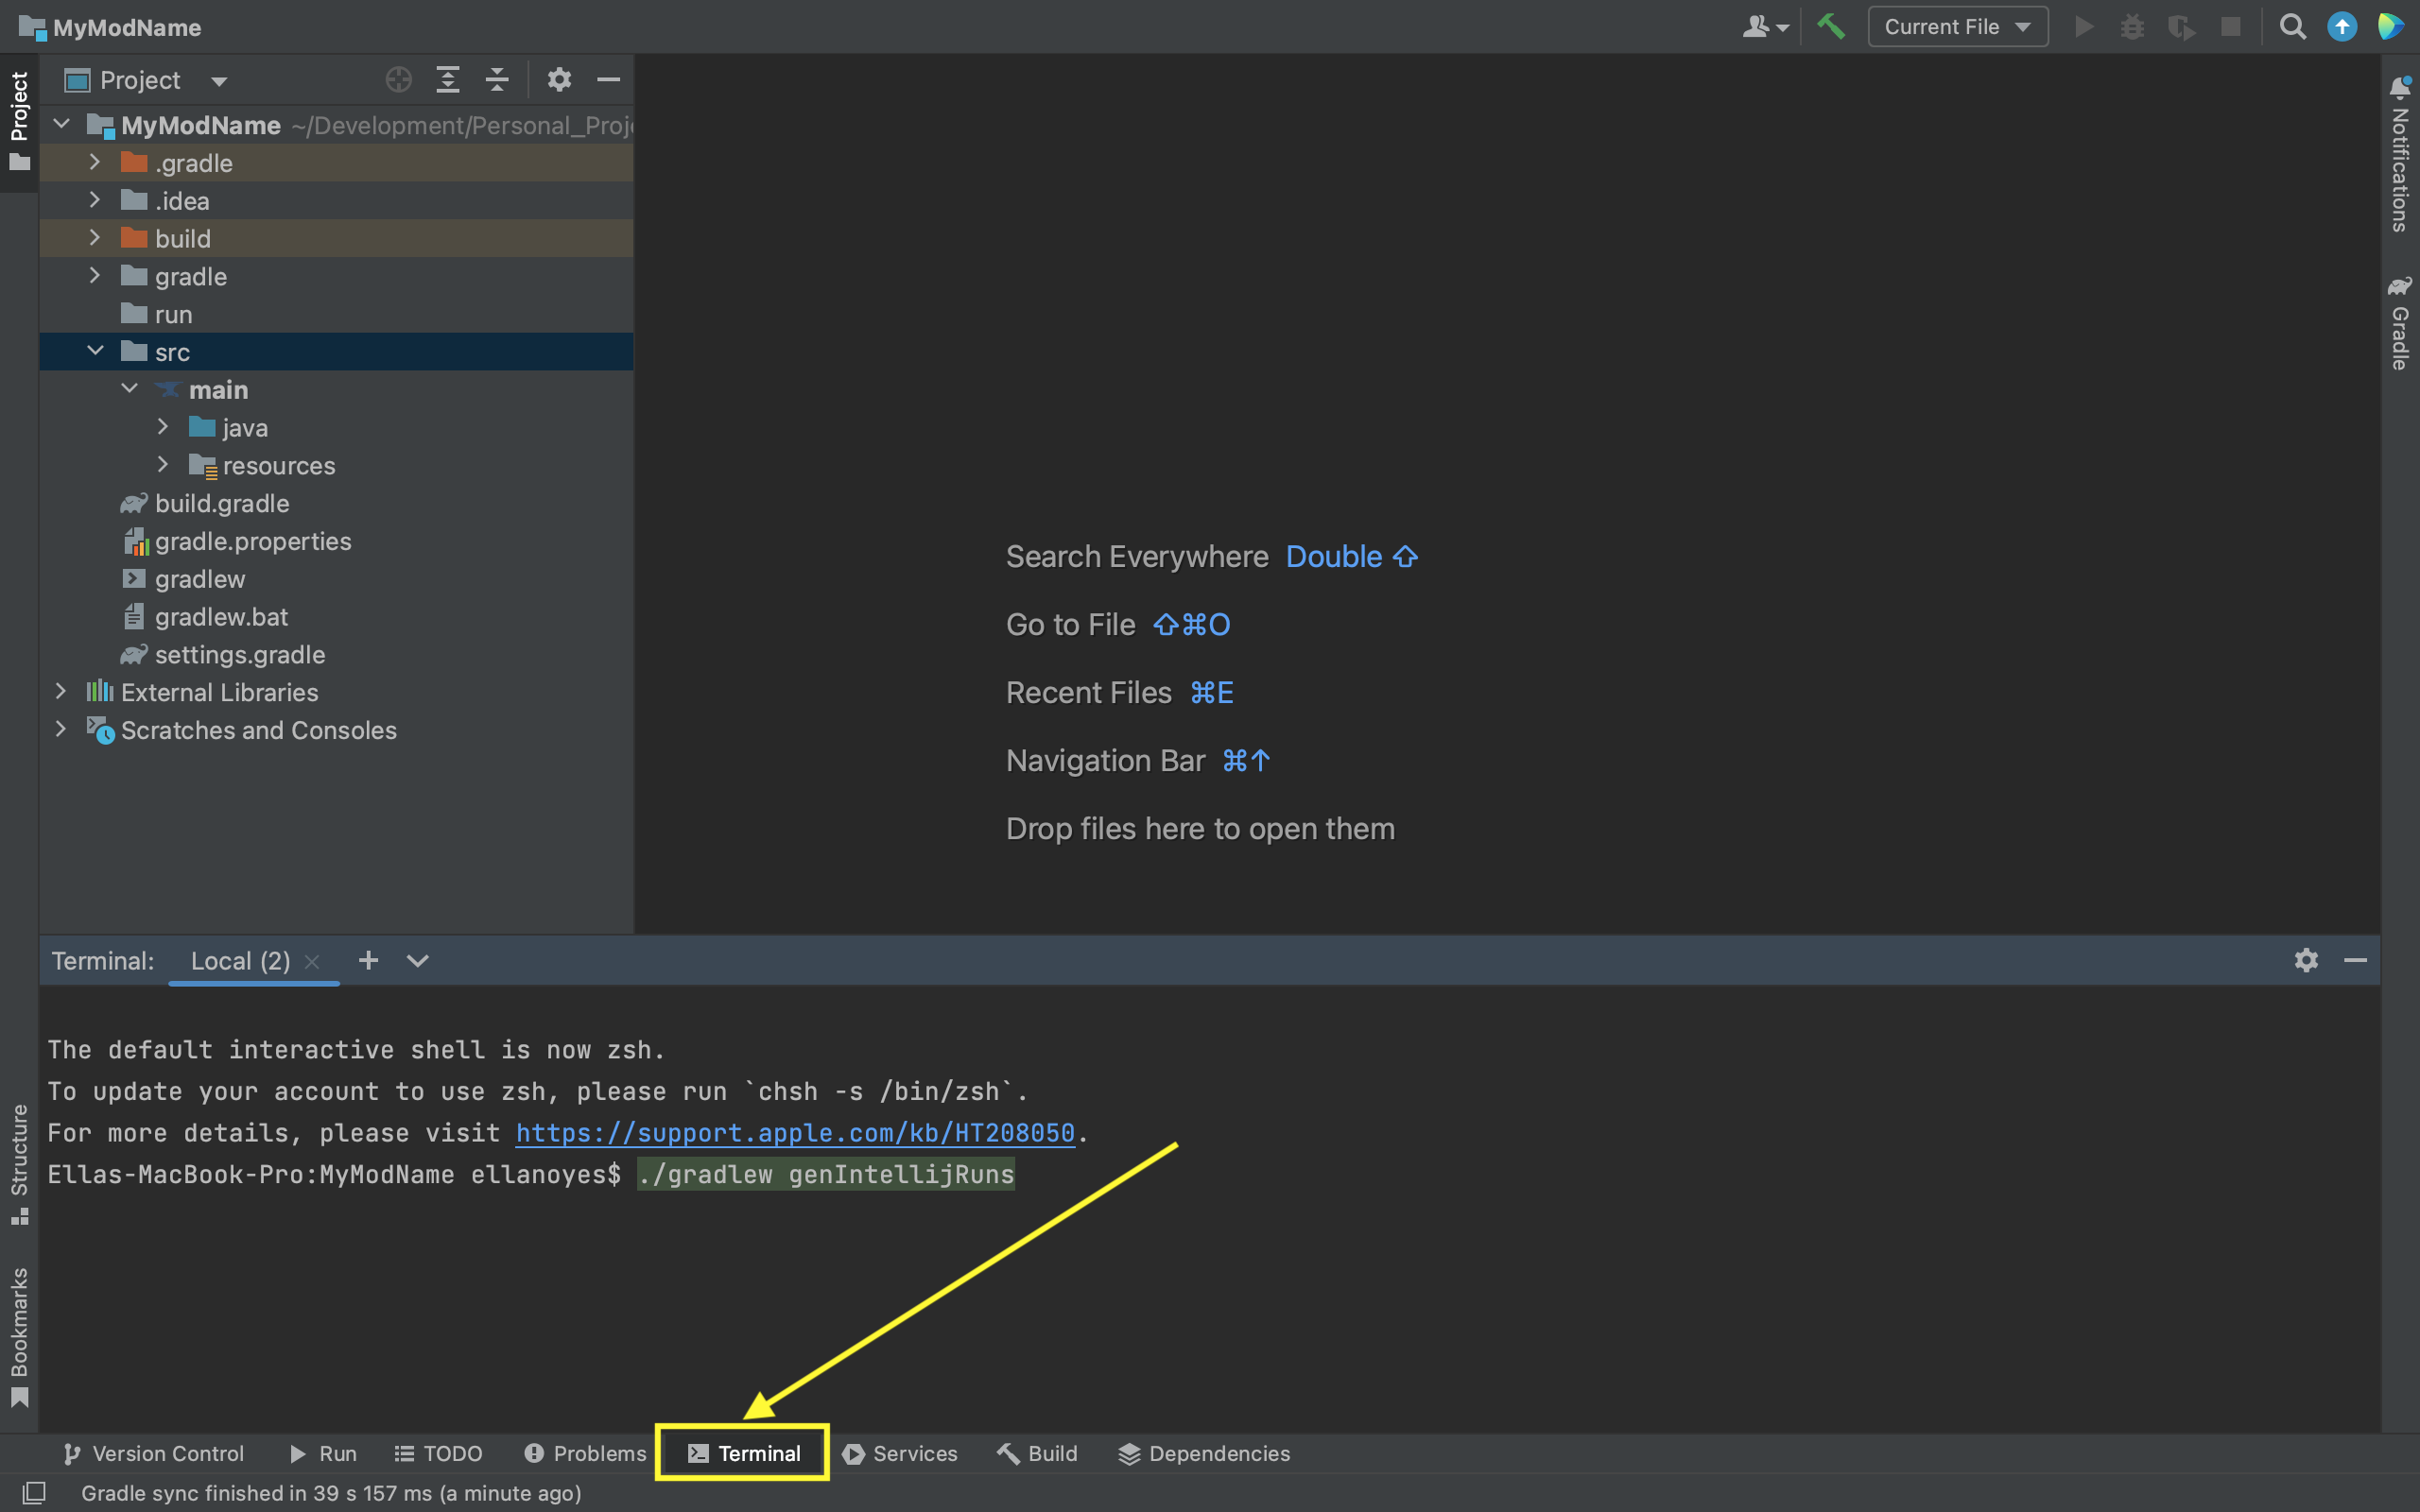 MyModName
Current File
Project
Project
MyModName ~/Development/Personal_Proj
.gradle
.idea
build
gradle
run
src
main
java
resources
build.gradle
gradle.properties
gradlew
gradlew.bat
settings.gradle
External Libraries
Scratches and Consoles
Search Everywhere Double ⇧
Go to File ⇧⌘O
Recent Files ⌘E
Navigation Bar ⌘↑
Drop files here to open them
Notifications
Gradle
Terminal: Local (2)
The default interactive shell is now zsh.
To update your account to use zsh, please run `chsh -s /bin/zsh`.
For more details, please visit https://support.apple.com/kb/HT208050.
Ellas-MacBook-Pro:MyModName ellanoyes$ ./gradlew genIntellijRuns
Structure
Bookmarks
Version Control Run TODO Problems Terminal Services Build Dependencies
Gradle sync finished in 39 s 157 ms (a minute ago)